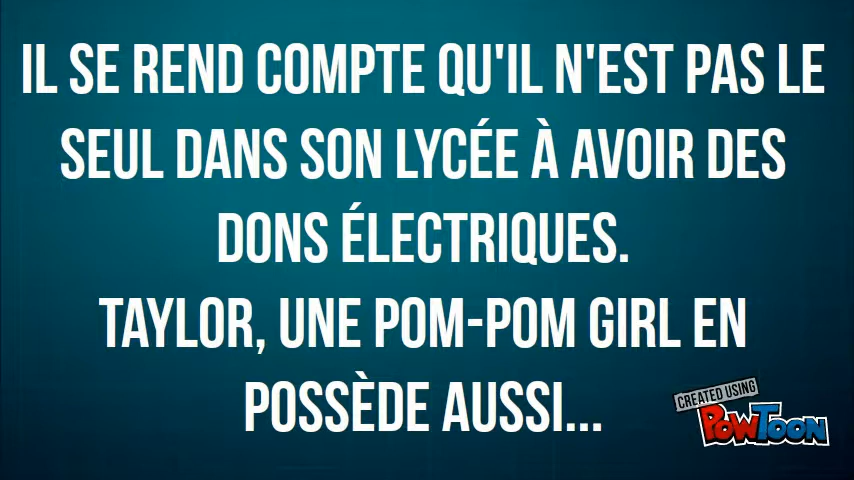 IL SE REND COMPTE QU'IL N'EST PAS LE
SEUL DANS SON LYCÉE À AVOIR DES
DONS ÉLECTRIQUES.
TAYLOR, UNE POM-POM GIRL EN
POSSÈDE AUSSI...
CREATED USING
POWTOON